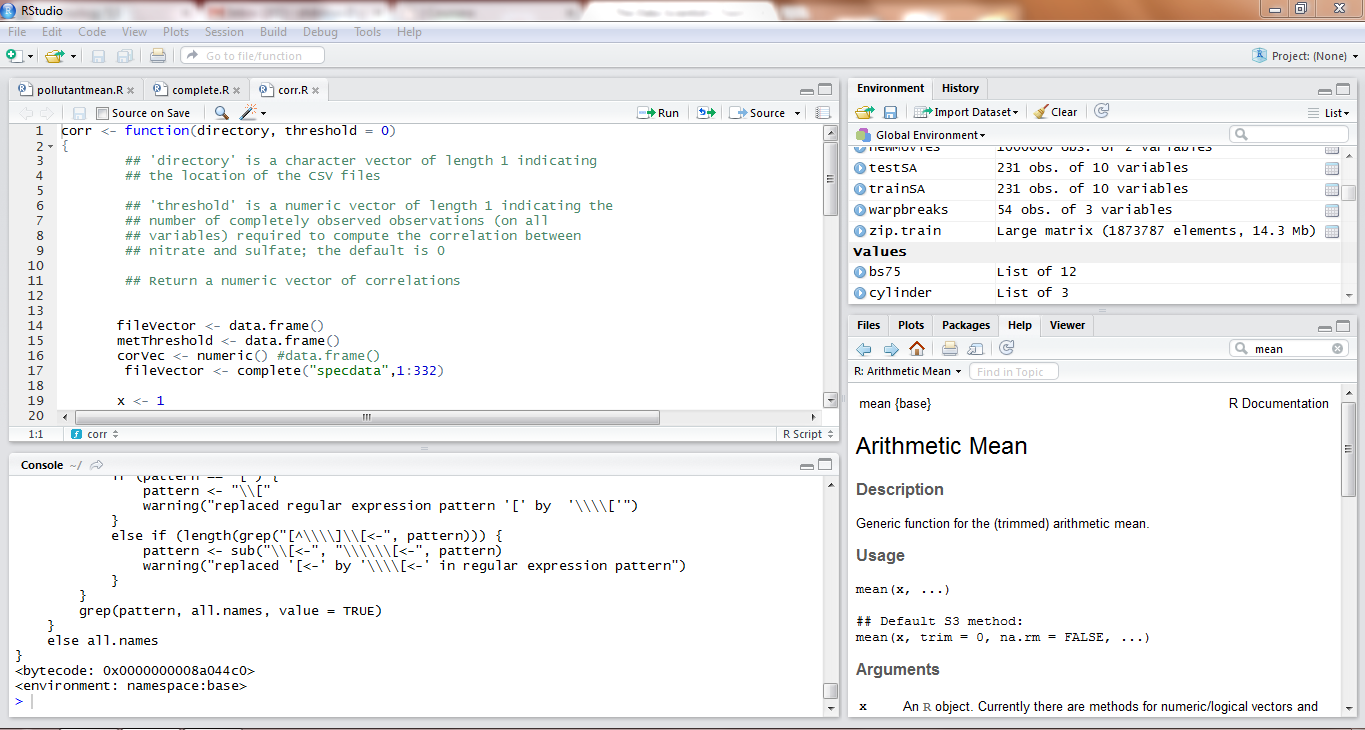 RStudio
File Edit Code View Plots Session Build Debug Tools Help
Go to file/function
Project: (None)
pollutantmean.R complete.R corr.R
Source on Save Run Source
1 corr <- function(directory, threshold = 0)
2 {
3 ## 'directory' is a character vector of length 1 indicating
4 ## the location of the CSV files
5
6 ## 'threshold' is a numeric vector of length 1 indicating the
7 ## number of completely observed observations (on all
8 ## variables) required to compute the correlation between
9 ## nitrate and sulfate; the default is 0
10
11 ## Return a numeric vector of correlations
12
13
14 fileVector <- data.frame()
15 metThreshold <- data.frame()
16 corVec <- numeric() #data.frame()
17 fileVector <- complete("specdata",1:332)
18
19 x <- 1
20
1:1 corr R Script
Console ~/
if (pattern == "[") {
pattern <- "\\["
warning("replaced regular expression pattern '[' by  '\\\\['")
}
else if (length(grep("[^\\\\]\\[<-", pattern))) {
pattern <- sub("\\[<-", "\\\\\\[<-", pattern)
warning("replaced '[<-' by '\\\\[<-' in regular expression pattern")
}
}
grep(pattern, all.names, value = TRUE)
}
else all.names
}
<bytecode: 0x0000000008a044c0>
<environment: namespace:base>
>
Environment History
Import Dataset Clear List
Global Environment
newMovies 1000000 obs. of 2 variables
testSA 231 obs. of 10 variables
trainSA 231 obs. of 10 variables
warpbreaks 54 obs. of 3 variables
zip.train Large matrix (1873787 elements, 14.3 Mb)
Values
bs75 List of 12
cylinder List of 3
Files Plots Packages Help Viewer
mean
R: Arithmetic Mean Find in Topic
mean {base} R Documentation
Arithmetic Mean
Description
Generic function for the (trimmed) arithmetic mean.
Usage
mean(x, ...)
## Default S3 method:
mean(x, trim = 0, na.rm = FALSE, ...)
Arguments
x An R object. Currently there are methods for numeric/logical vectors and